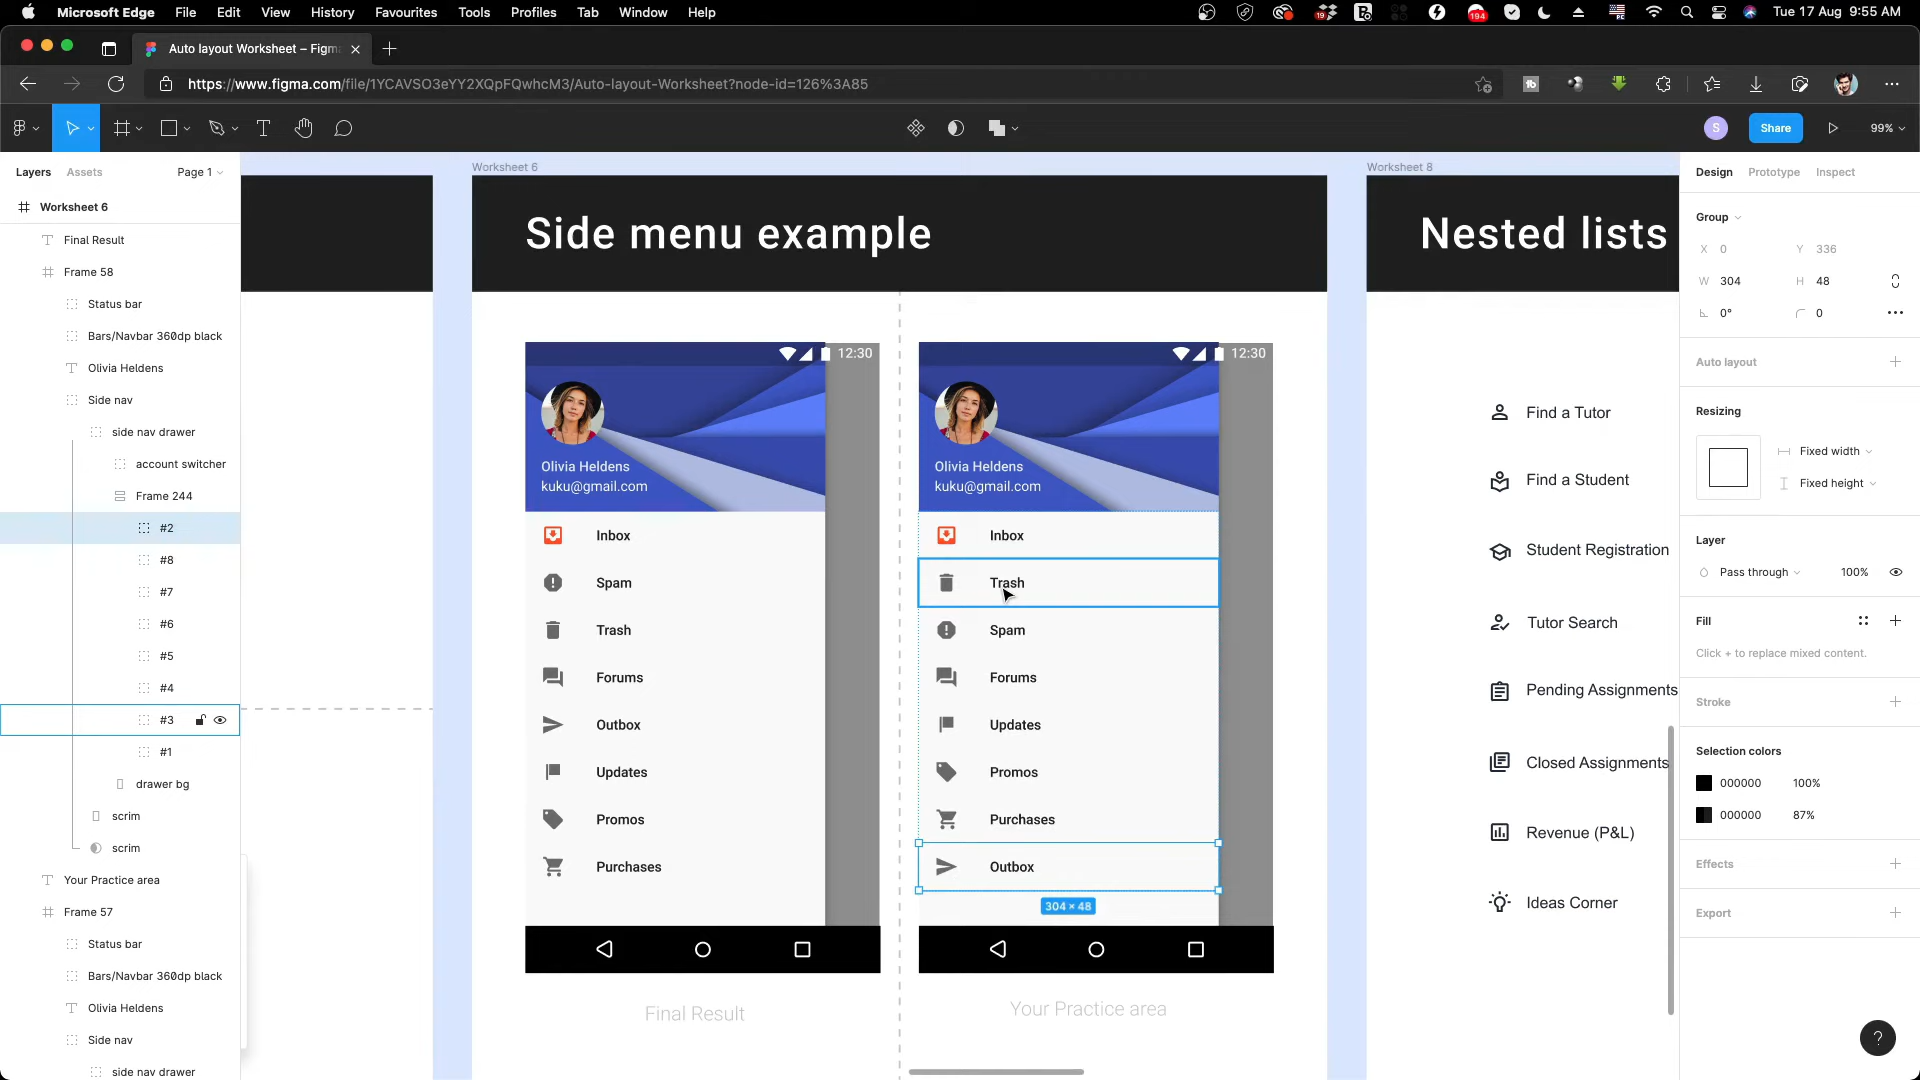 Microsoft Edge File Edit View History Favourites Tools Profiles Tab Window Help
194
Tue 17 Aug 9:55 AM
Auto layout Worksheet – Figma
https://www.figma.com/file/1YCAVSO3eYY2XQpFQwhcM3/Auto-layout-Worksheet?node-id=126%3A85
S
Share
99%
Layers
Assets
Page 1
Worksheet 6
Final Result
Frame 58
Status bar
Bars/Navbar 360dp black
Olivia Heldens
Side nav
side nav drawer
account switcher
Frame 244
#2
#8
#7
#6
#5
#4
#3
#1
drawer bg
scrim
scrim
Your Practice area
Frame 57
Status bar
Bars/Navbar 360dp black
Olivia Heldens
Side nav
side nav drawer
Worksheet 6
Side menu example
12:30
Olivia Heldens
kuku@gmail.com
Inbox
Spam
Trash
Forums
Outbox
Updates
Promos
Purchases
Final Result
12:30
Olivia Heldens
kuku@gmail.com
Inbox
Trash
Spam
Forums
Updates
Promos
Purchases
Outbox
304 × 48
Your Practice area
Worksheet 8
Nested lists
Find a Tutor
Find a Student
Student Registration
Tutor Search
Pending Assignments
Closed Assignments
Revenue (P&L)
Ideas Corner
Design
Prototype
Inspect
Group
X 0
Y 336
W 304
H 48
0°
0
Auto layout
Resizing
Fixed width
Fixed height
Layer
Pass through
100%
Fill
Click + to replace mixed content.
Stroke
Selection colors
000000 100%
000000 87%
Effects
Export
?